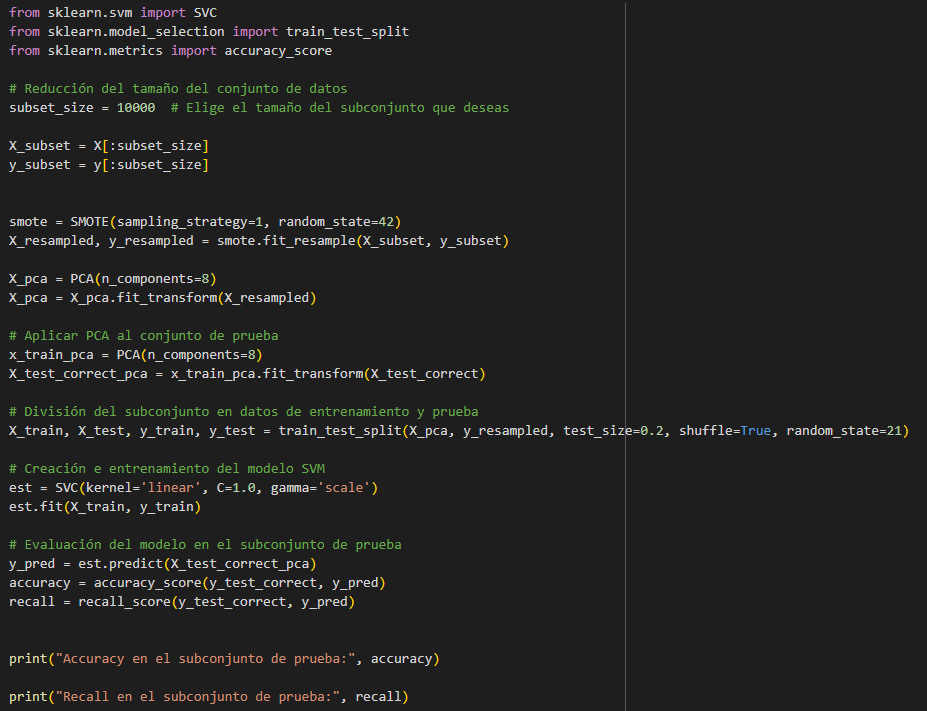 from sklearn.svm import SVC
from sklearn.model_selection import train_test_split
from sklearn.metrics import accuracy_score
# Reducción del tamaño del conjunto de datos
subset_size = 10000  # Elige el tamaño del subconjunto que deseas
X_subset = X[:subset_size]
y_subset = y[:subset_size]
smote = SMOTE(sampling_strategy=1, random_state=42)
X_resampled, y_resampled = smote.fit_resample(X_subset, y_subset)
X_pca = PCA(n_components=8)
X_pca = X_pca.fit_transform(X_resampled)
# Aplicar PCA al conjunto de prueba
x_train_pca = PCA(n_components=8)
X_test_correct_pca = x_train_pca.fit_transform(X_test_correct)
# División del subconjunto en datos de entrenamiento y prueba
X_train, X_test, y_train, y_test = train_test_split(X_pca, y_resampled, test_size=0.2, shuffle=True, random_state=21)
# Creación e entrenamiento del modelo SVM
est = SVC(kernel='linear', C=1.0, gamma='scale')
est.fit(X_train, y_train)
# Evaluación del modelo en el subconjunto de prueba
y_pred = est.predict(X_test_correct_pca)
accuracy = accuracy_score(y_test_correct, y_pred)
recall = recall_score(y_test_correct, y_pred)
print("Accuracy en el subconjunto de prueba:", accuracy)
print("Recall en el subconjunto de prueba:", recall)